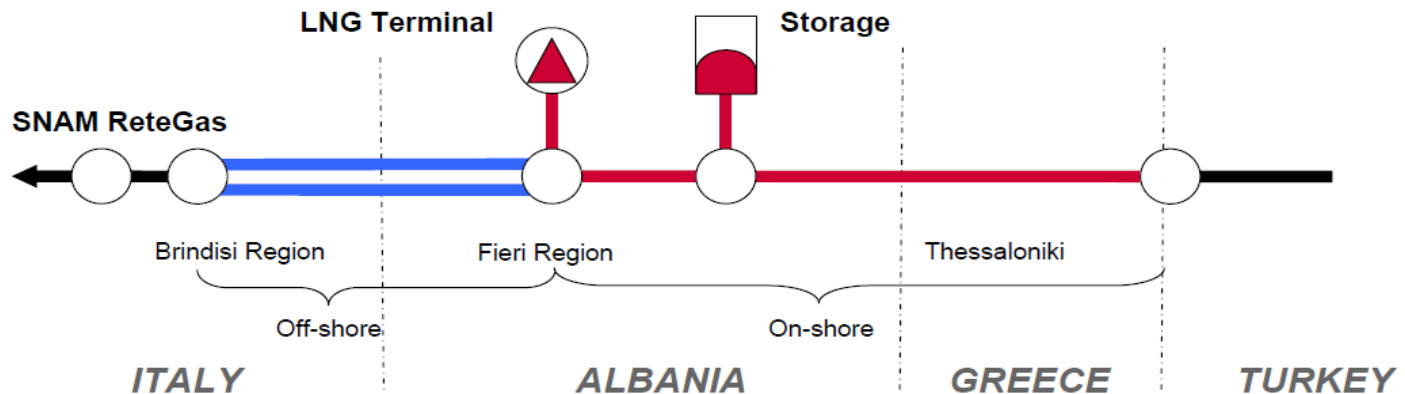 LNG Terminal
Storage
SNAM ReteGas
Brindisi Region
Fieri Region
Thessaloniki
Off-shore
On-shore
ITALY
ALBANIA
GREECE
TURKEY